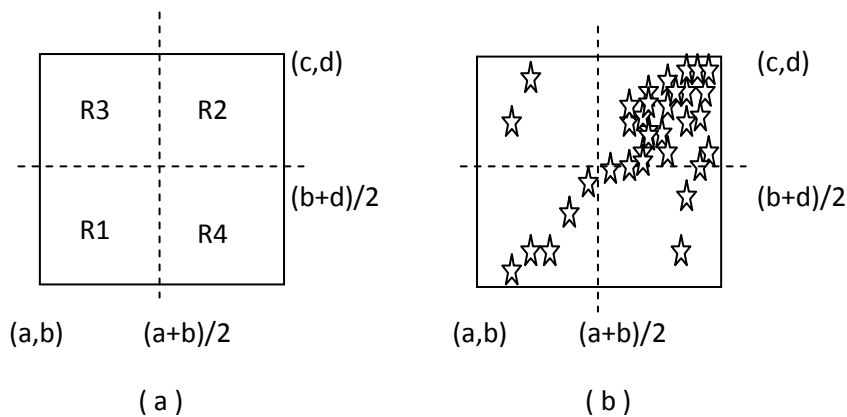 (c,d) (c,d)
R3 R2
(b+d)/2 (b+d)/2
R1 R4
(a,b) (a+b)/2 (a,b) (a+b)/2
( a ) ( b )